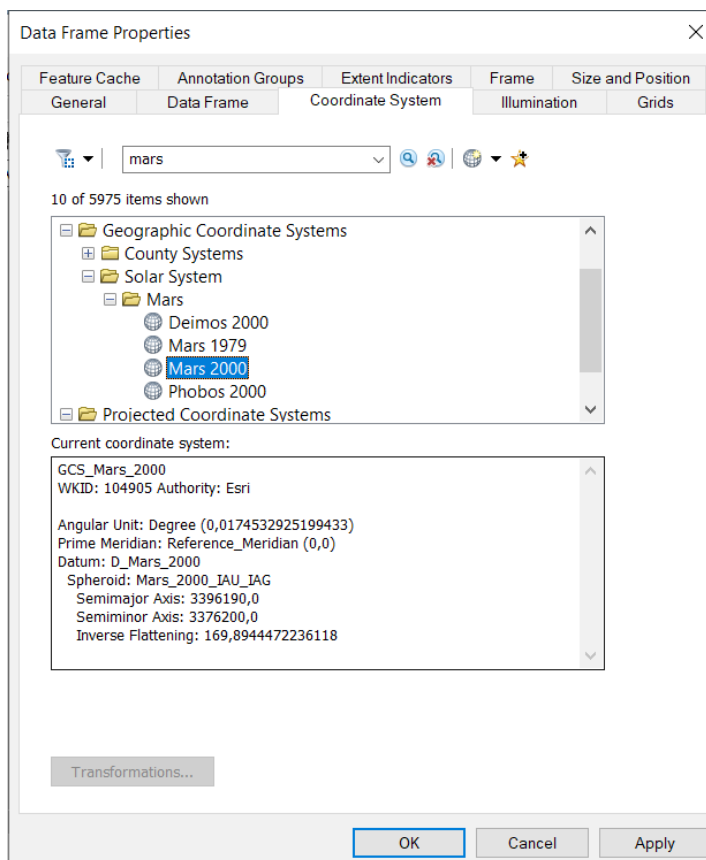 Data Frame Properties
Feature Cache Annotation Groups Extent Indicators Frame Size and Position
General Data Frame Coordinate System Illumination Grids
mars
10 of 5975 items shown
Geographic Coordinate Systems
County Systems
Solar System
Mars
Deimos 2000
Mars 1979
Mars 2000
Phobos 2000
Projected Coordinate Systems
Current coordinate system:
GCS_Mars_2000
WKID: 104905 Authority: Esri
Angular Unit: Degree (0,0174532925199433)
Prime Meridian: Reference_Meridian (0,0)
Datum: D_Mars_2000
Spheroid: Mars_2000_IAU_IAG
Semimajor Axis: 3396190,0
Semiminor Axis: 3376200,0
Inverse Flattening: 169,8944472236118
Transformations...
OK Cancel Apply